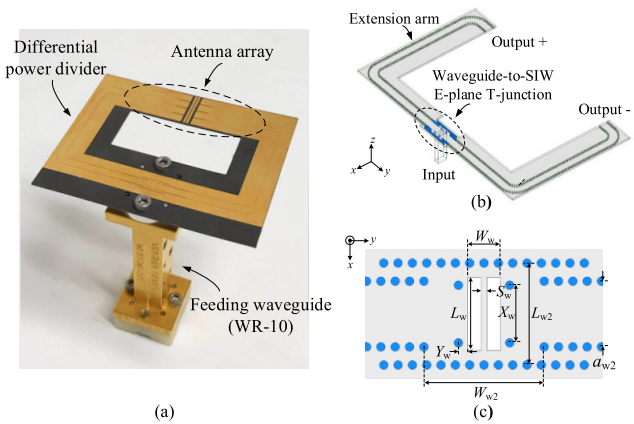 Differential
power divider
Antenna array
Feeding waveguide
(WR-10)
(a)
Extension arm
Output +
Waveguide-to-SIW
E-plane T-junction
Output -
z
x
y
Input
(b)
y
x
Ww
Sw
Lw
Xw
Lw2
Yw
aw2
Ww2
(c)